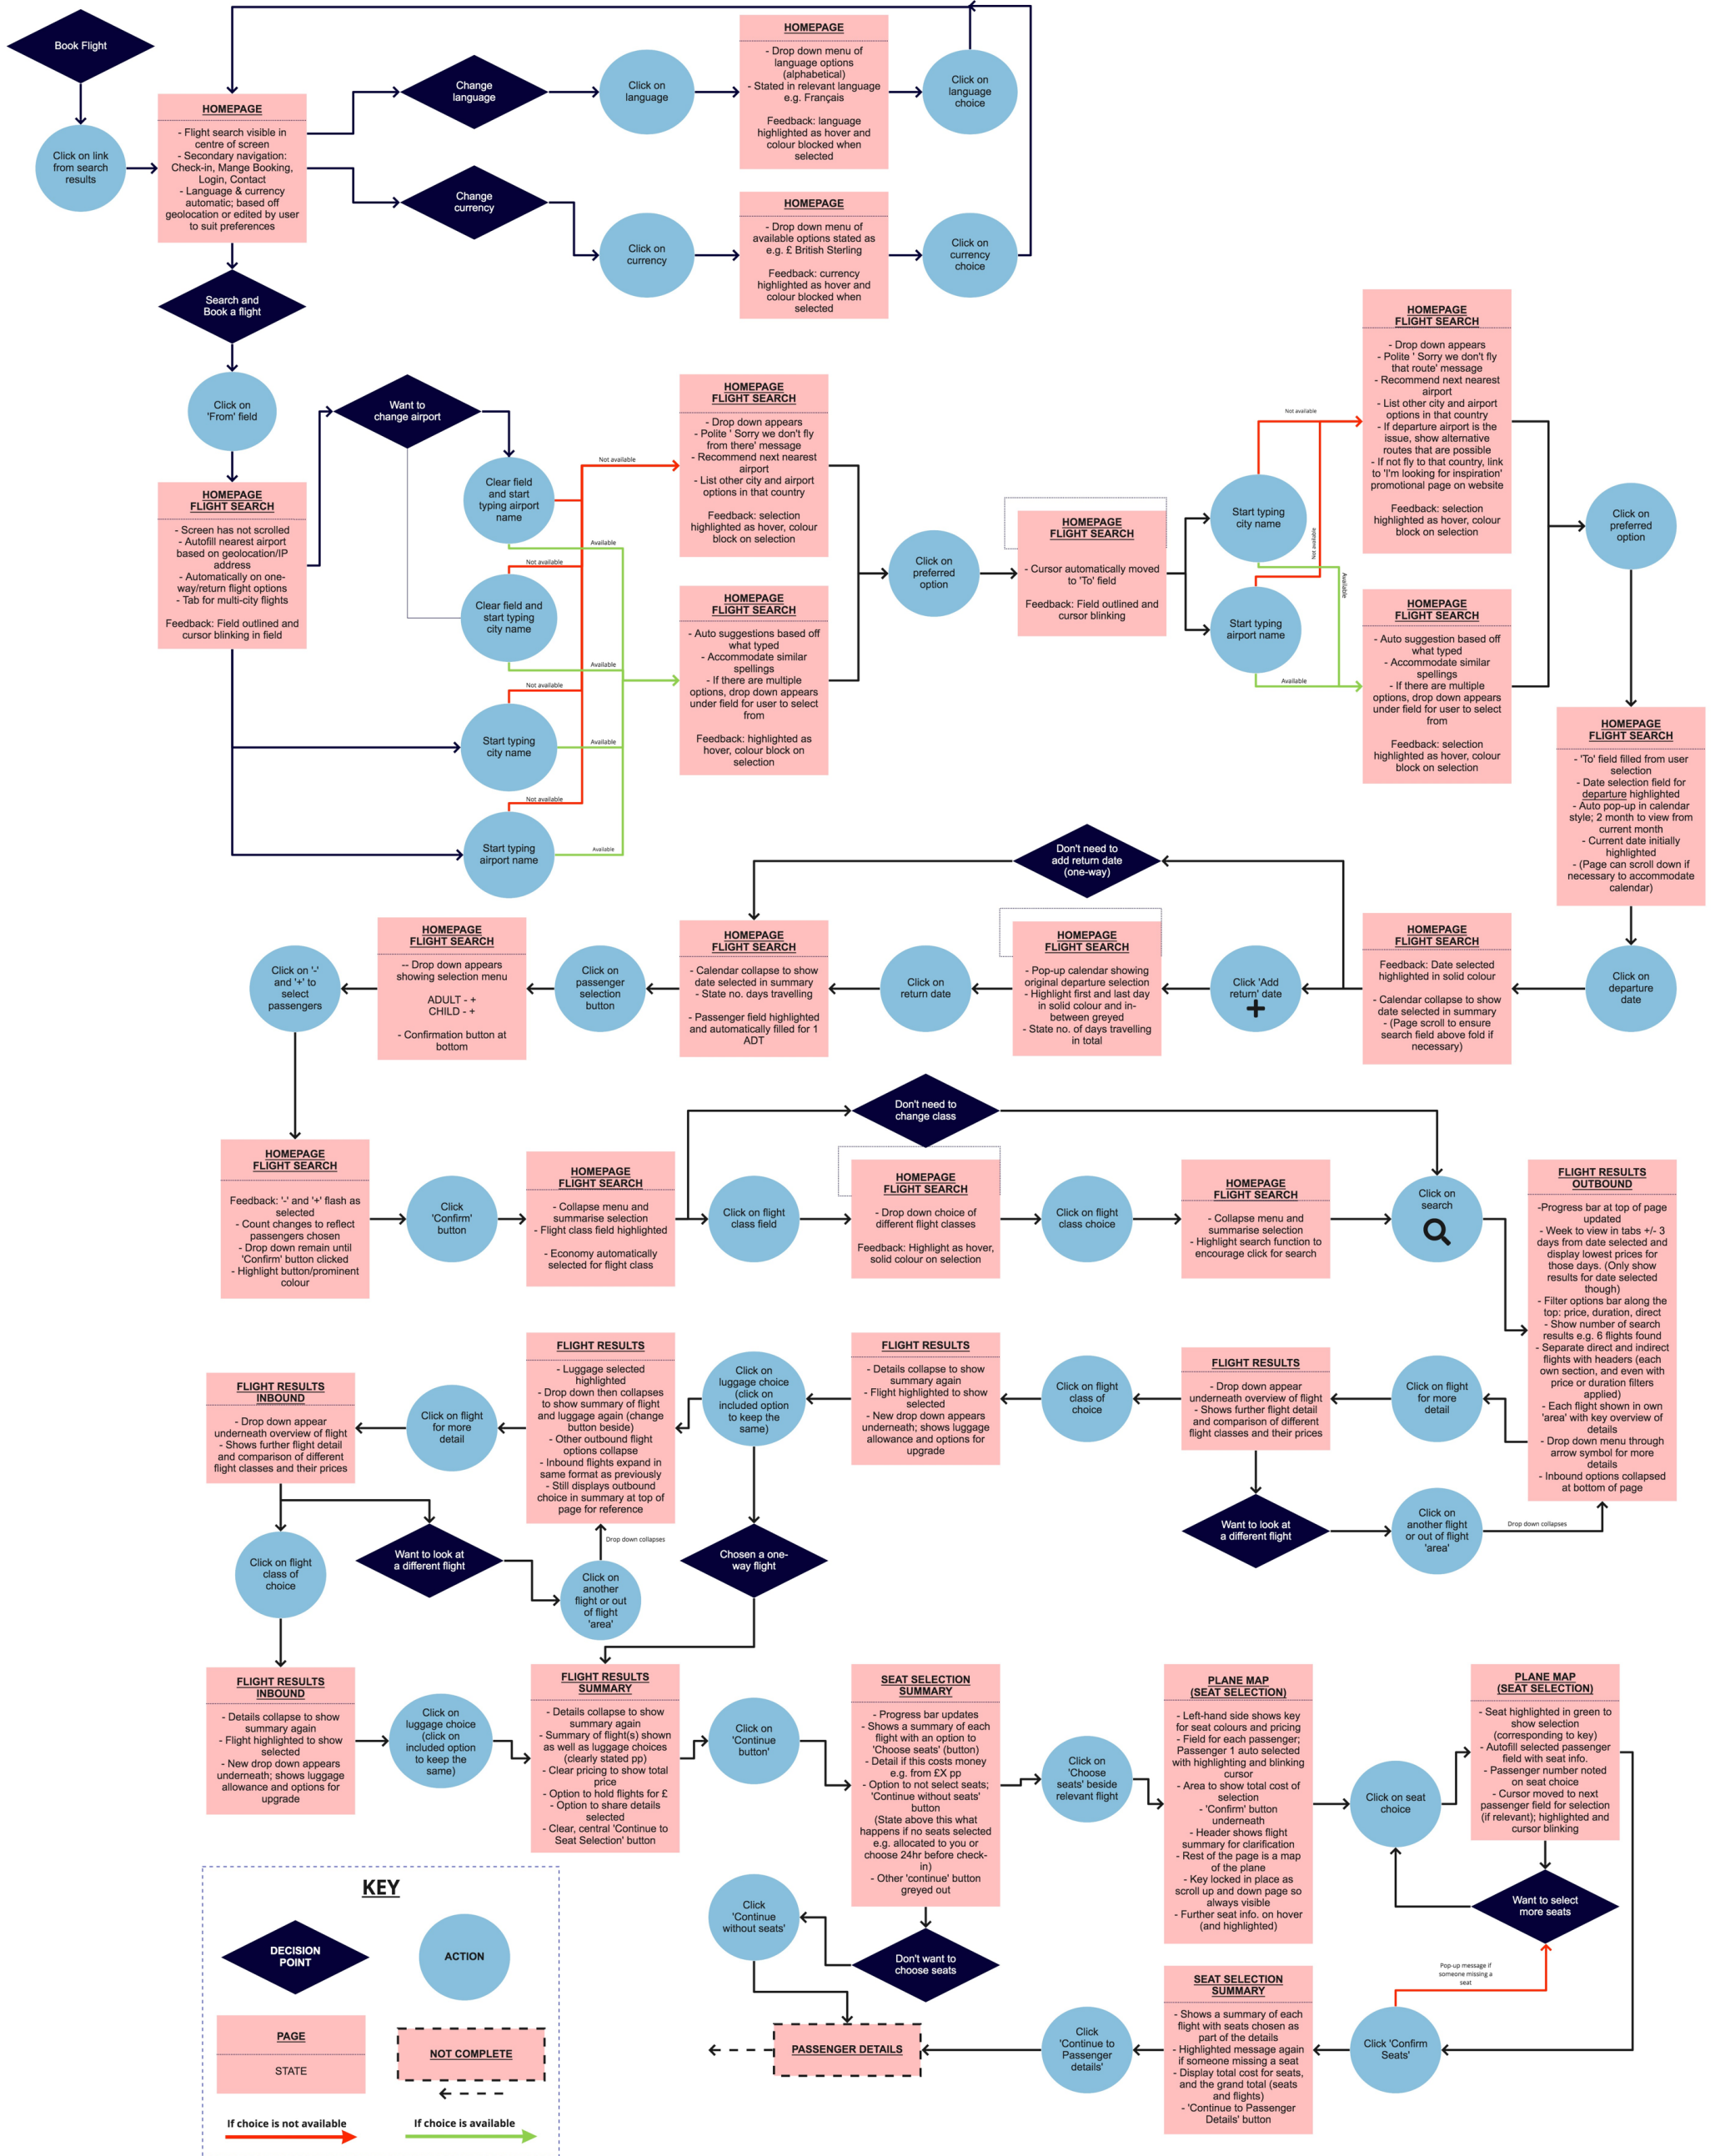 Book Flight
Click on link
from search
results
HOMEPAGE
- Flight search visible in
centre of screen
- Secondary navigation:
Check-in, Mange Booking,
Login, Contact
- Language & currency
automatic; based off
geolocation or edited by user
to suit preferences
Change
language
Click on
language
HOMEPAGE
- Drop down menu of
language options
(alphabetical)
- Stated in relevant language
e.g. Français
Feedback: language
highlighted as hover and
colour blocked when
selected
Click on
language
choice
Change
currency
Click on
currency
HOMEPAGE
- Drop down menu of
available options stated as
e.g. £ British Sterling
Feedback: currency
highlighted as hover and
colour blocked when
selected
Click on
currency
choice
Search and
Book a flight
Click on
'From' field
HOMEPAGE
FLIGHT SEARCH
- Screen has not scrolled
- Autofill nearest airport
based on geolocation/IP
address
- Automatically on one-
way/return flight options
- Tab for multi-city flights
Feedback: Field outlined and
cursor blinking in field
Want to
change airport
Clear field
and start
typing airport
name
Clear field and
start typing
city name
Start typing
city name
Start typing
airport name
Not available
Available
Not available
Available
Not available
Available
Not available
Available
HOMEPAGE
FLIGHT SEARCH
- Drop down appears
- Polite ' Sorry we don't fly
from there' message
- Recommend next nearest
airport
- List other city and airport
options in that country
Feedback: selection
highlighted as hover, colour
block on selection
HOMEPAGE
FLIGHT SEARCH
- Auto suggestions based off
what typed
- Accommodate similar
spellings
- If there are multiple
options, drop down appears
under field for user to select
from
Feedback: highlighted as
hover, colour block on
selection
Click on
preferred
option
HOMEPAGE
FLIGHT SEARCH
- Cursor automatically moved
to 'To' field
Feedback: Field outlined and
cursor blinking
Start typing
city name
Start typing
airport name
Not available
Not available
Available
Available
HOMEPAGE
FLIGHT SEARCH
- Drop down appears
- Polite ' Sorry we don't fly
that route' message
- Recommend next nearest
airport
- List other city and airport
options in that country
- If departure airport is the
issue, show alternative
routes that are possible
- If not fly to that country, link
to 'I'm looking for inspiration'
promotional page on website
Feedback: selection
highlighted as hover, colour
block on selection
HOMEPAGE
FLIGHT SEARCH
- Auto suggestion based off
what typed
- Accommodate similar
spellings
- If there are multiple
options, drop down appears
under field for user to select
from
Feedback: selection
highlighted as hover, colour
block on selection
Click on
preferred
option
HOMEPAGE
FLIGHT SEARCH
- 'To' field filled from user
selection
- Date selection field for
departure highlighted
- Auto pop-up in calendar
style; 2 month to view from
current month
- Current date initially
highlighted
- (Page can scroll down if
necessary to accommodate
calendar)
Click on
departure
date
HOMEPAGE
FLIGHT SEARCH
Feedback: Date selected
highlighted in solid colour
- Calendar collapse to show
date selected in summary
- (Page scroll to ensure
search field above fold if
necessary)
Don't need to
add return date
(one-way)
Click 'Add
return' date
HOMEPAGE
FLIGHT SEARCH
- Pop-up calendar showing
original departure selection
- Highlight first and last day
in solid colour and in-
between greyed
- State no. of days travelling
in total
Click on
return date
HOMEPAGE
FLIGHT SEARCH
- Calendar collapse to show
date selected in summary
- State no. days travelling
- Passenger field highlighted
and automatically filled for 1
ADT
Click on
passenger
selection
button
HOMEPAGE
FLIGHT SEARCH
-- Drop down appears
showing selection menu
ADULT - +
CHILD - +
- Confirmation button at
bottom
Click on '-'
and '+' to
select
passengers
HOMEPAGE
FLIGHT SEARCH
Feedback: '-' and '+' flash as
selected
- Count changes to reflect
passengers chosen
- Drop down remain until
'Confirm' button clicked
- Highlight button/prominent
colour
Click
'Confirm'
button
HOMEPAGE
FLIGHT SEARCH
- Collapse menu and
summarise selection
- Flight class field highlighted
- Economy automatically
selected for flight class
Don't need to
change class
Click on flight
class field
HOMEPAGE
FLIGHT SEARCH
- Drop down choice of
different flight classes
Feedback: Highlight as hover,
solid colour on selection
Click on flight
class choice
HOMEPAGE
FLIGHT SEARCH
- Collapse menu and
summarise selection
- Highlight search function to
encourage click for search
Click on
search
FLIGHT RESULTS
OUTBOUND
-Progress bar at top of page
updated
- Week to view in tabs +/- 3
days from date selected and
display lowest prices for
those days. (Only show
results for date selected
though)
- Filter options bar along the
top: price, duration, direct
- Show number of search
results e.g. 6 flights found
- Separate direct and indirect
flights with headers (each
own section, and even with
price or duration filters
applied)
- Each flight shown in own
'area' with key overview of
details
- Drop down menu through
arrow symbol for more
details
- Inbound options collapsed
at bottom of page
Click on flight
for more
detail
FLIGHT RESULTS
- Drop down appear
underneath overview of flight
- Shows further flight detail
and comparison of different
flight classes and their prices
Want to look at
a different flight
Click on
another flight
or out of flight
'area'
Drop down collapses
Click on flight
class of
choice
FLIGHT RESULTS
- Details collapse to show
summary again
- Flight highlighted to show
selected
- New drop down appears
underneath; shows luggage
allowance and options for
upgrade
Click on
luggage choice
(click on
included option
to keep the
same)
FLIGHT RESULTS
- Luggage selected
highlighted
- Drop down then collapses
to show summary of flight
and luggage again (change
button beside)
- Other outbound flight
options collapse
- Inbound flights expand in
same format as previously
- Still displays outbound
choice in summary at top of
page for reference
Click on flight
for more
detail
FLIGHT RESULTS
INBOUND
- Drop down appear
underneath overview of flight
- Shows further flight detail
and comparison of different
flight classes and their prices
Click on flight
class of
choice
Want to look at
a different flight
Click on
another
flight or out
of flight
'area'
Drop down collapses
Chosen a one-
way flight
FLIGHT RESULTS
INBOUND
- Details collapse to show
summary again
- Flight highlighted to show
selected
- New drop down appears
underneath; shows luggage
allowance and options for
upgrade
Click on
luggage choice
(click on
included option
to keep the
same)
FLIGHT RESULTS
SUMMARY
- Details collapse to show
summary again
- Summary of flight(s) shown
as well as luggage choices
(clearly stated pp)
- Clear pricing to show total
price
- Option to hold flights for £
- Option to share details
selected
- Clear, central 'Continue to
Seat Selection' button
Click on
'Continue
button'
SEAT SELECTION
SUMMARY
- Progress bar updates
- Shows a summary of each
flight with an option to
'Choose seats' (button)
- Detail if this costs money
e.g. from £X pp
- Option to not select seats;
'Continue without seats'
button
(State above this what
happens if no seats selected
e.g. allocated to you or
choose 24hr before check-
in)
- Other 'continue' button
greyed out
Click on
'Choose
seats' beside
relevant flight
PLANE MAP
(SEAT SELECTION)
- Left-hand side shows key
for seat colours and pricing
- Field for each passenger;
Passenger 1 auto selected
with highlighting and blinking
cursor
- Area to show total cost of
selection
- 'Confirm' button
underneath
- Header shows flight
summary for clarification
- Rest of the page is a map
of the plane
- Key locked in place as
scroll up and down page so
always visible
- Further seat info. on hover
(and highlighted)
Click on seat
choice
PLANE MAP
(SEAT SELECTION)
- Seat highlighted in green to
show selection
(corresponding to key)
- Autofill selected passenger
field with seat info.
- Passenger number noted
on seat choice
- Cursor moved to next
passenger field for selection
(if relevant); highlighted and
cursor blinking
Want to select
more seats
Pop-up message if
someone missing a
seat
Click 'Confirm
Seats'
SEAT SELECTION
SUMMARY
- Shows a summary of each
flight with seats chosen as
part of the details
- Highlighted message again
if someone missing a seat
- Display total cost for seats,
and the grand total (seats
and flights)
- 'Continue to Passenger
Details' button
Click
'Continue to
Passenger
details'
Don't want to
choose seats
Click
'Continue
without seats'
PASSENGER DETAILS
KEY
DECISION
POINT
ACTION
PAGE
STATE
NOT COMPLETE
If choice is not available
If choice is available